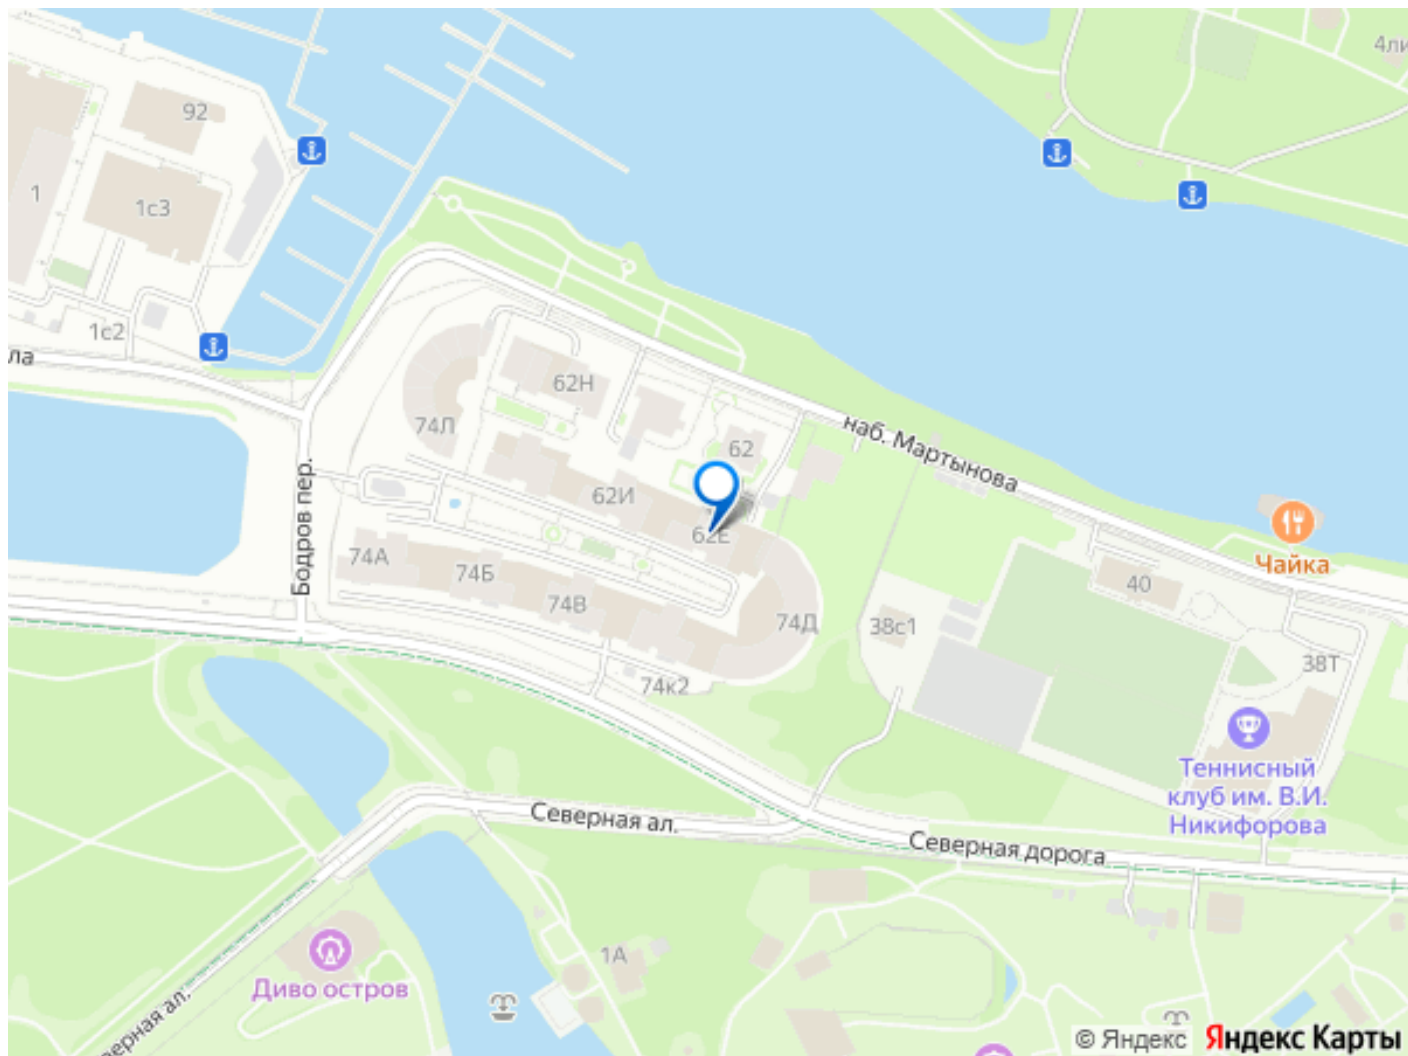 92
4ли
1
1с3
1с2
ла
62Н
74Л
наб. Мартынова
62
62И
62Е
Бодров пер.
74А
74Б
74В
74Д
38с1
40
Чайка
38Т
74к2
Теннисный
клуб им. В.И.
Никифорова
Северная ал.
Северная дорога
1А
Диво остров
верная ал.
© Яндекс
Яндекс Карты